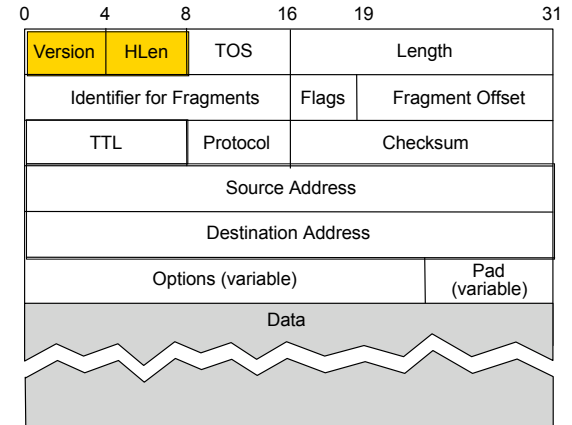 0 4 8 16 19 31
Version HLen TOS Length
Identifier for Fragments Flags Fragment Offset
TTL Protocol Checksum
Source Address
Destination Address
Options (variable) Pad
(variable)
Data